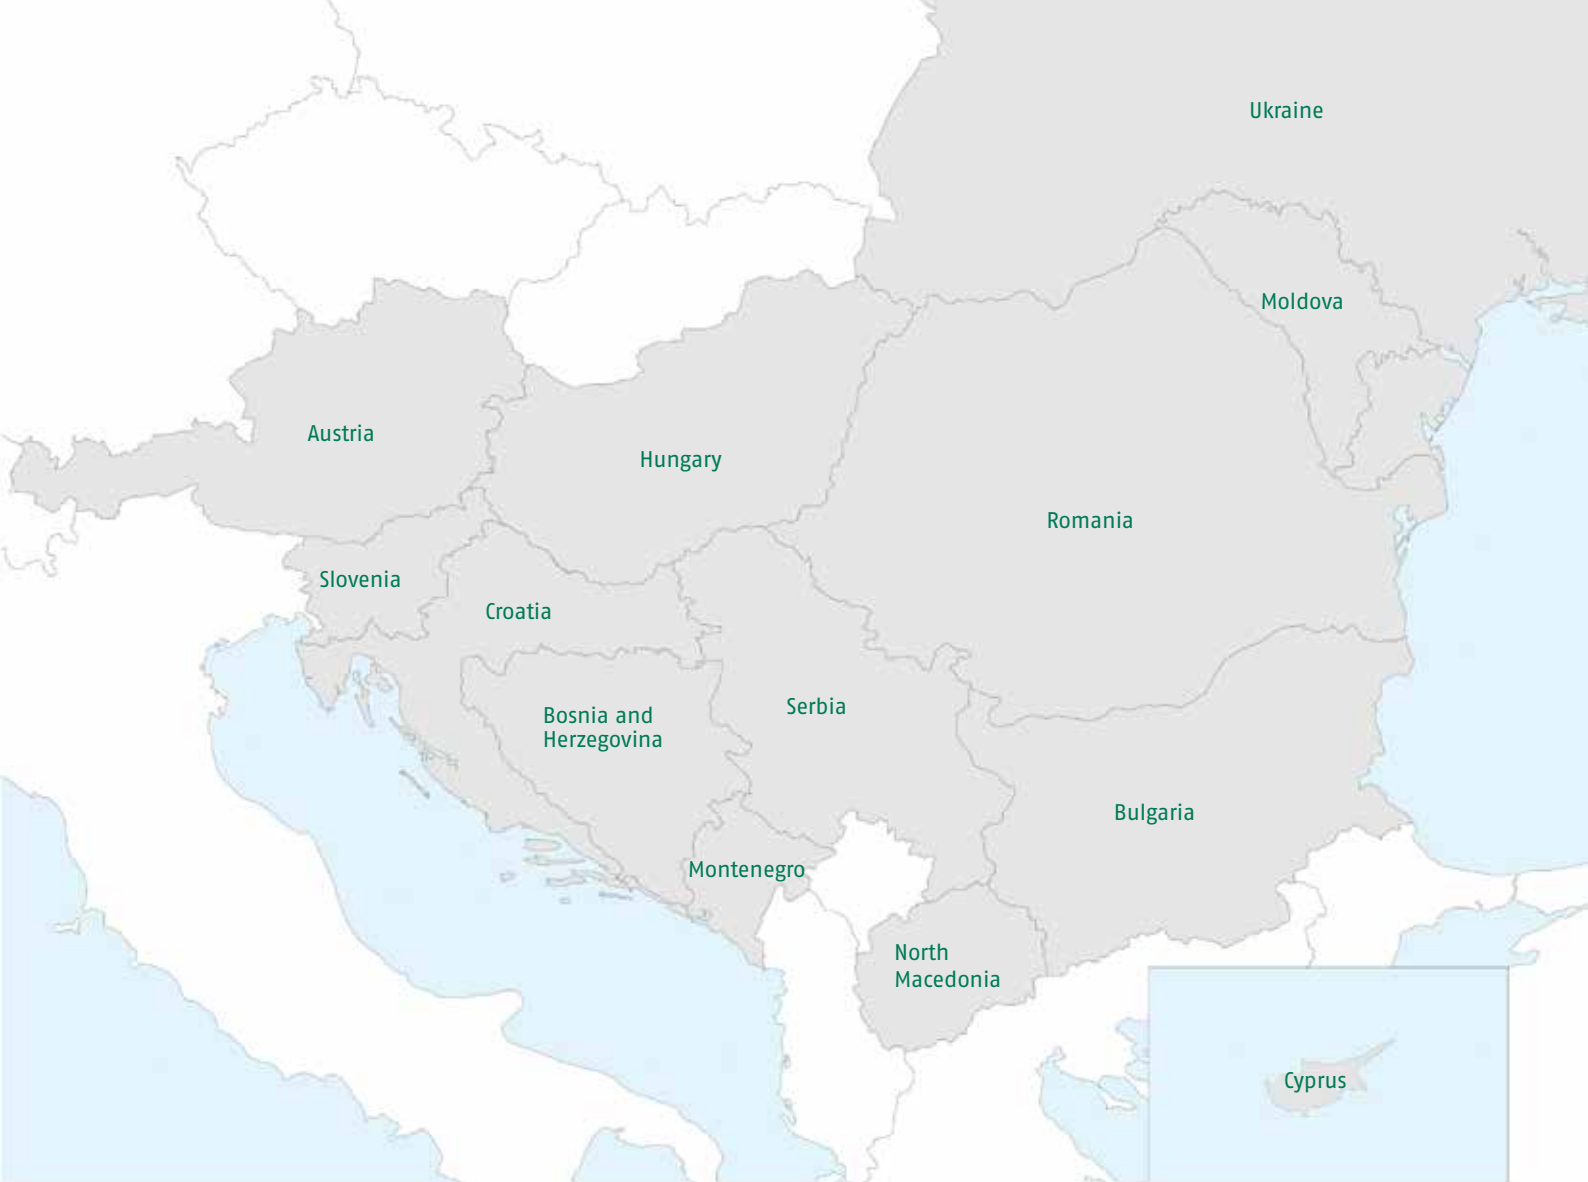 Ukraine
Moldova
Austria
Hungary
Romania
Slovenia
Croatia
Serbia
Bosnia and
Herzegovina
Bulgaria
Montenegro
North
Macedonia
Cyprus